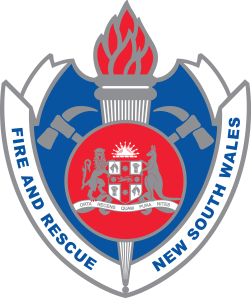 FIRE AND RESCUE
NEW SOUTH WALES
ORTA RECENS QUAM PURA NITES